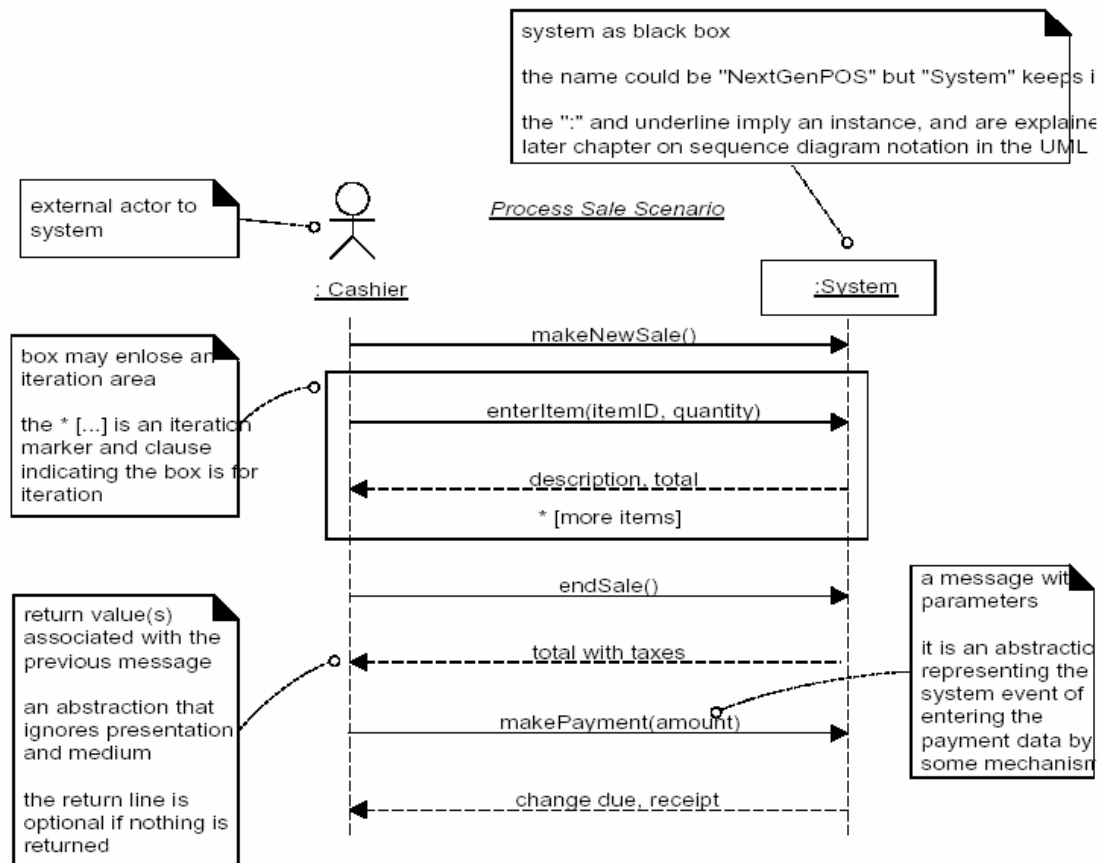 system as black box
the name could be "NextGenPOS" but "System" keeps i
the ":" and underline imply an instance, and are explaine
later chapter on sequence diagram notation in the UML
external actor to
system
Process Sale Scenario
: Cashier
:System
makeNewSale()
box may enlose an
iteration area
the * [...] is an iteration
marker and clause
indicating the box is for
iteration
enterItem(itemID, quantity)
description, total
* [more items]
endSale()
return value(s)
associated with the
previous message
an abstraction that
ignores presentation
and medium
the return line is
optional if nothing is
returned
total with taxes
makePayment(amount)
change due, receipt
a message wit
parameters
it is an abstractio
representing the
system event of
entering the
payment data by
some mechanism